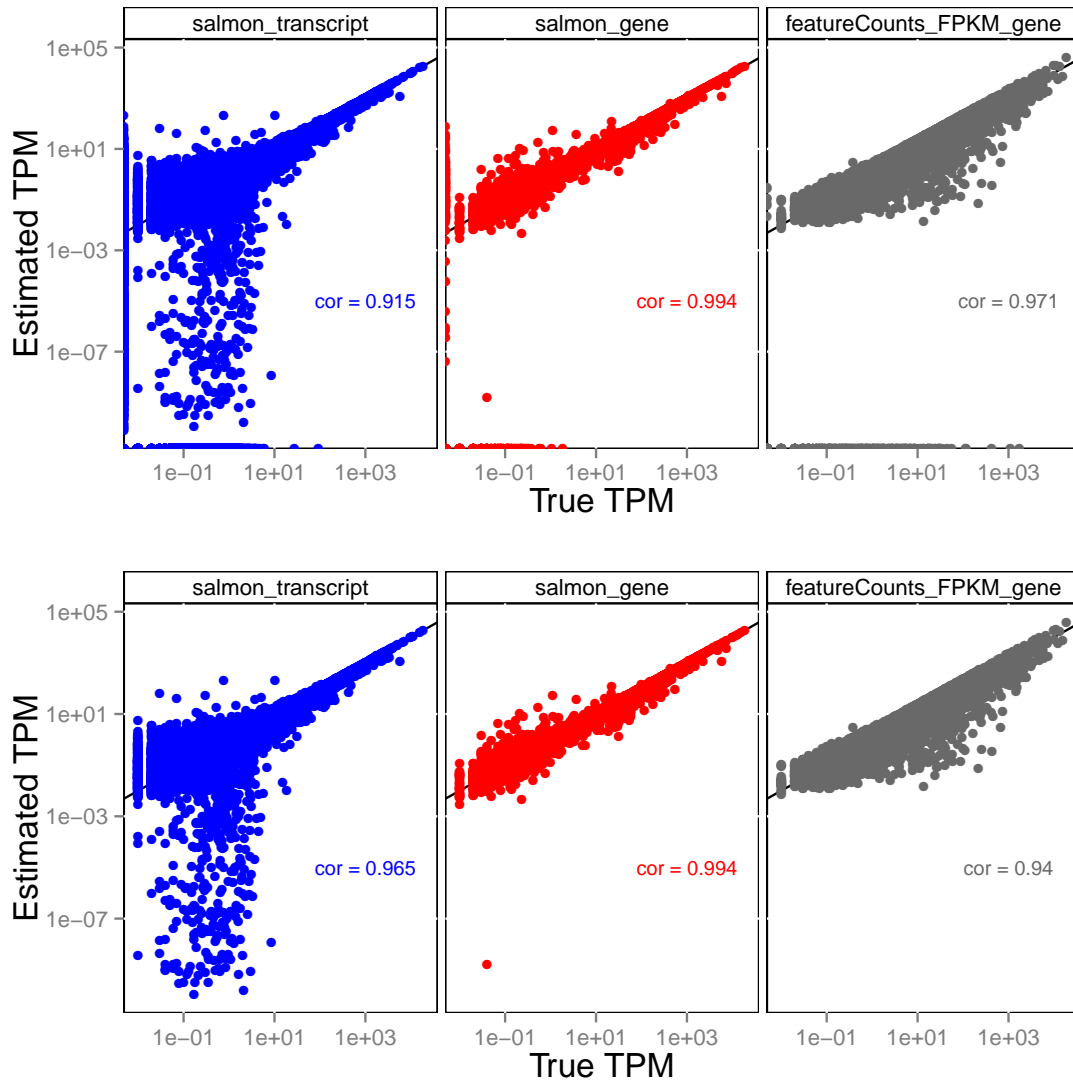 salmon_transcript salmon_gene featureCounts_FPKM_gene
1e+05
1e+01
1e−03
1e−07
Estimated TPM
cor = 0.915 cor = 0.994 cor = 0.971
1e−01 1e+01 1e+03 1e−01 1e+01 1e+03 1e−01 1e+01 1e+03
True TPM
salmon_transcript salmon_gene featureCounts_FPKM_gene
1e+05
1e+01
1e−03
1e−07
Estimated TPM
cor = 0.965 cor = 0.994 cor = 0.94
1e−01 1e+01 1e+03 1e−01 1e+01 1e+03 1e−01 1e+01 1e+03
True TPM